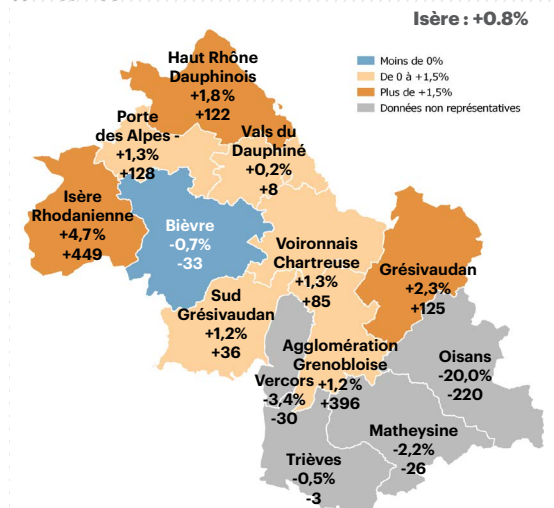 Isère : +0.8%
Moins de 0%
De 0 à +1,5%
Plus de +1,5%
Données non représentatives
Haut Rhône
Dauphinois
+1,8%
+122
Porte
des Alpes -
+1,3%
+128
Vals du
Dauphiné
+0,2%
+8
Isère
Rhodanienne
+4,7%
+449
Bièvre
-0,7%
-33
Voironnais
Chartreuse
+1,3%
+85
Grésivaudan
+2,3%
+125
Sud
Grésivaudan
+1,2%
+36
Agglomération
Grenobloise
+1,2%
+396
Oisans
-20,0%
-220
Vercors
-3,4%
-30
Matheysine
-2,2%
-26
Trièves
-0,5%
-3